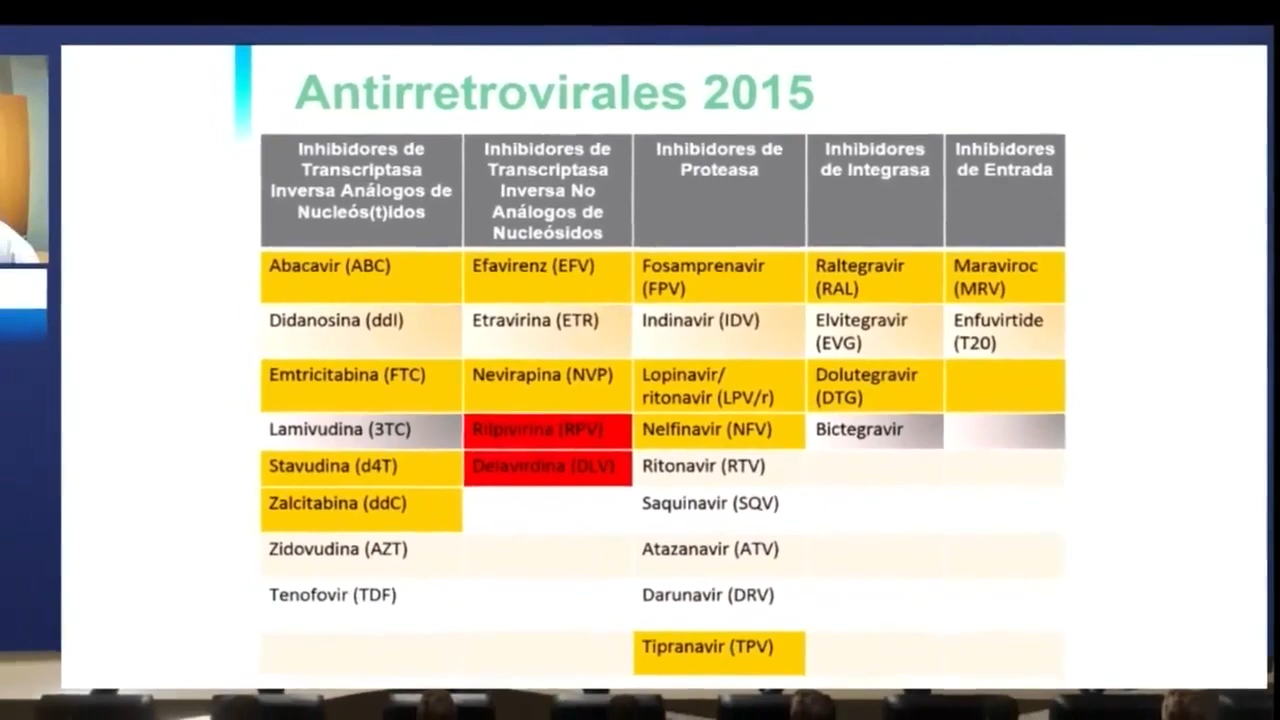 Antirretrovirales 2015
Inhibidores de
Transcriptasa
Inversa Análogos de
Nucleós(t)idos
Inhibidores de
Transcriptasa
Inversa No
Análogos de
Nucleósidos
Inhibidores de
Proteasa
Inhibidores
de Integrasa
Inhibidores
de Entrada
Abacavir (ABC)
Efavirenz (EFV)
Fosamprenavir
(FPV)
Raltegravir
(RAL)
Maraviroc
(MRV)
Didanosina (ddI)
Etravirina (ETR)
Indinavir (IDV)
Elvitegravir
(EVG)
Enfuvirtide
(T20)
Emtricitabina (FTC)
Nevirapina (NVP)
Lopinavir/
ritonavir (LPV/r)
Dolutegravir
(DTG)
Lamivudina (3TC)
Rilpivirina (RPV)
Nelfinavir (NFV)
Bictegravir
Stavudina (d4T)
Delavirdina (DLV)
Ritonavir (RTV)
Zalcitabina (ddC)
Saquinavir (SQV)
Zidovudina (AZT)
Atazanavir (ATV)
Tenofovir (TDF)
Darunavir (DRV)
Tipranavir (TPV)